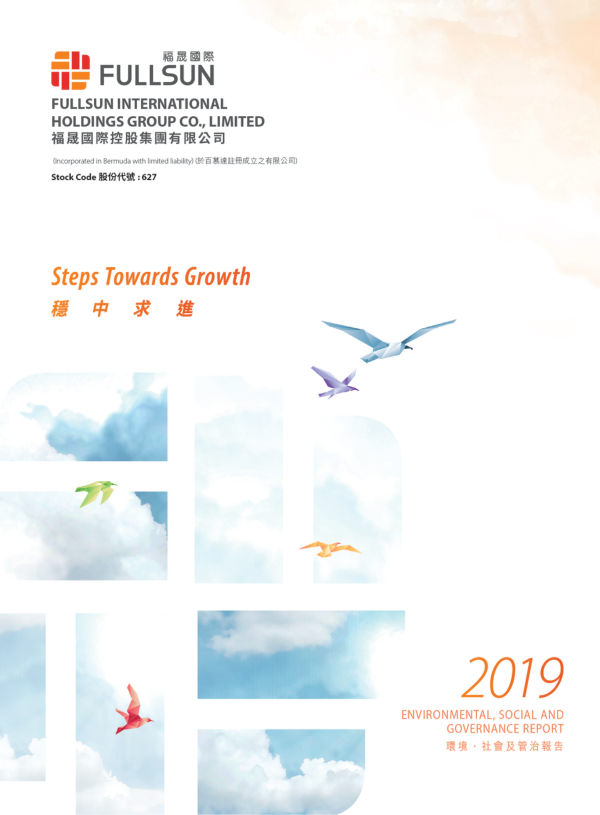 福晟國際
FULLSUN
FULLSUN INTERNATIONAL
HOLDINGS GROUP CO., LIMITED
福晟國際控股集團有限公司
(Incorporated in Bermuda with limited liability) (於百慕達註冊成立之有限公司)
Stock Code 股份代號 : 627
Steps Towards Growth
穩中求進
2019
ENVIRONMENTAL, SOCIAL AND
GOVERNANCE REPORT
環境、社會及管治報告